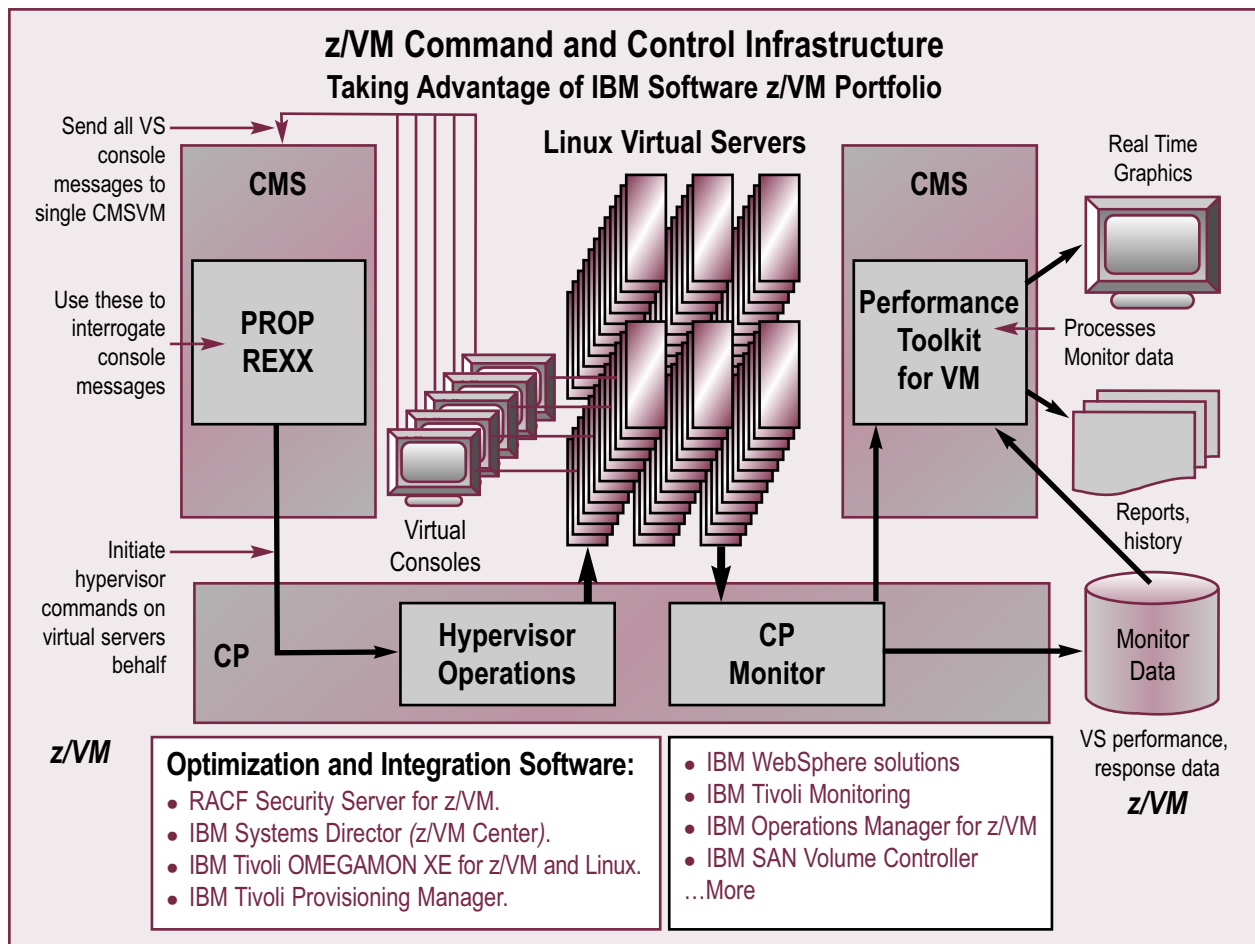 z/VM Command and Control Infrastructure
Taking Advantage of IBM Software z/VM Portfolio
Send all VS
console
messages to
single CMSVM
CMS
Linux Virtual Servers
CMS
Real Time
Graphics
Use these to
interrogate
console
messages
PROP
REXX
Performance
Toolkit
for VM
Processes
Monitor data
Virtual
Consoles
Reports,
history
Initiate
hypervisor
commands on
virtual servers
behalf
CP
Hypervisor
Operations
CP
Monitor
Monitor
Data
z/VM
VS performance,
response data
z/VM
Optimization and Integration Software:
• RACF Security Server for z/VM.
• IBM Systems Director (z/VM Center).
• IBM Tivoli OMEGAMON XE for z/VM and Linux.
• IBM Tivoli Provisioning Manager.
• IBM WebSphere solutions
• IBM Tivoli Monitoring
• IBM Operations Manager for z/VM
• IBM SAN Volume Controller
…More